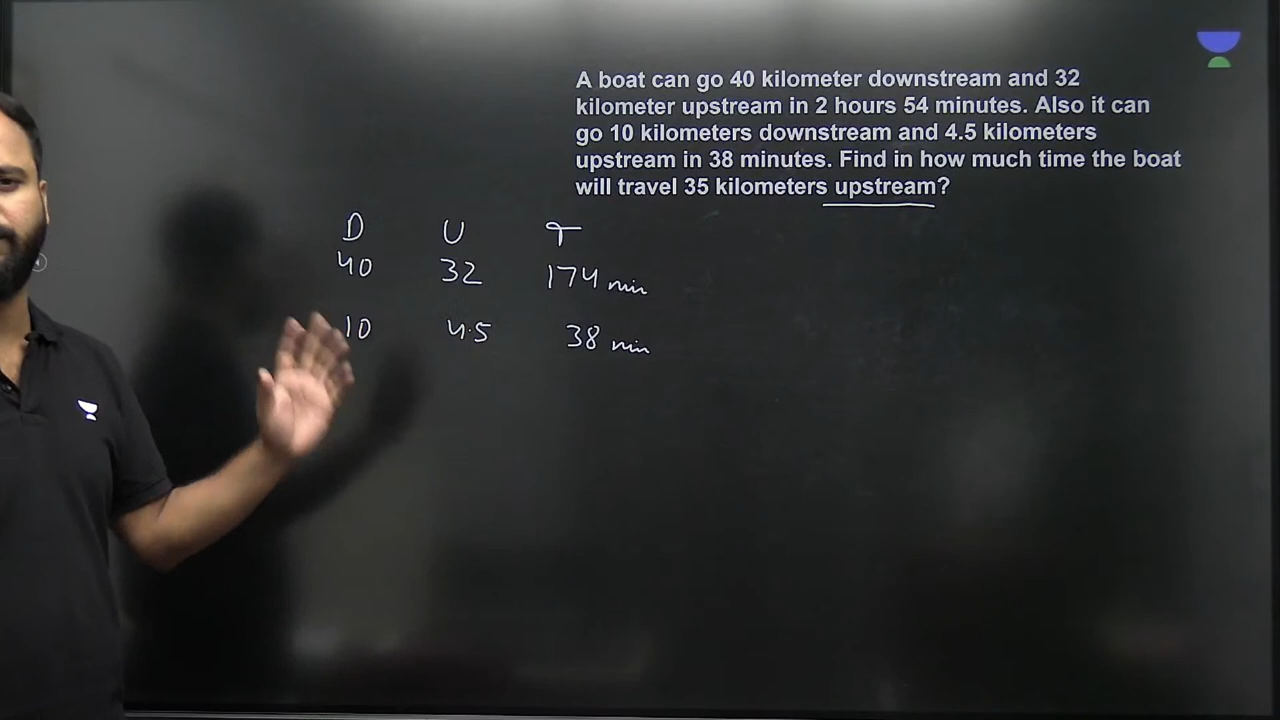 A boat can go 40 kilometer downstream and 32
kilometer upstream in 2 hours 54 minutes. Also it can
go 10 kilometers downstream and 4.5 kilometers
upstream in 38 minutes. Find in how much time the boat
will travel 35 kilometers upstream?
D U T
40 32 174 min
10 4.5 38 min